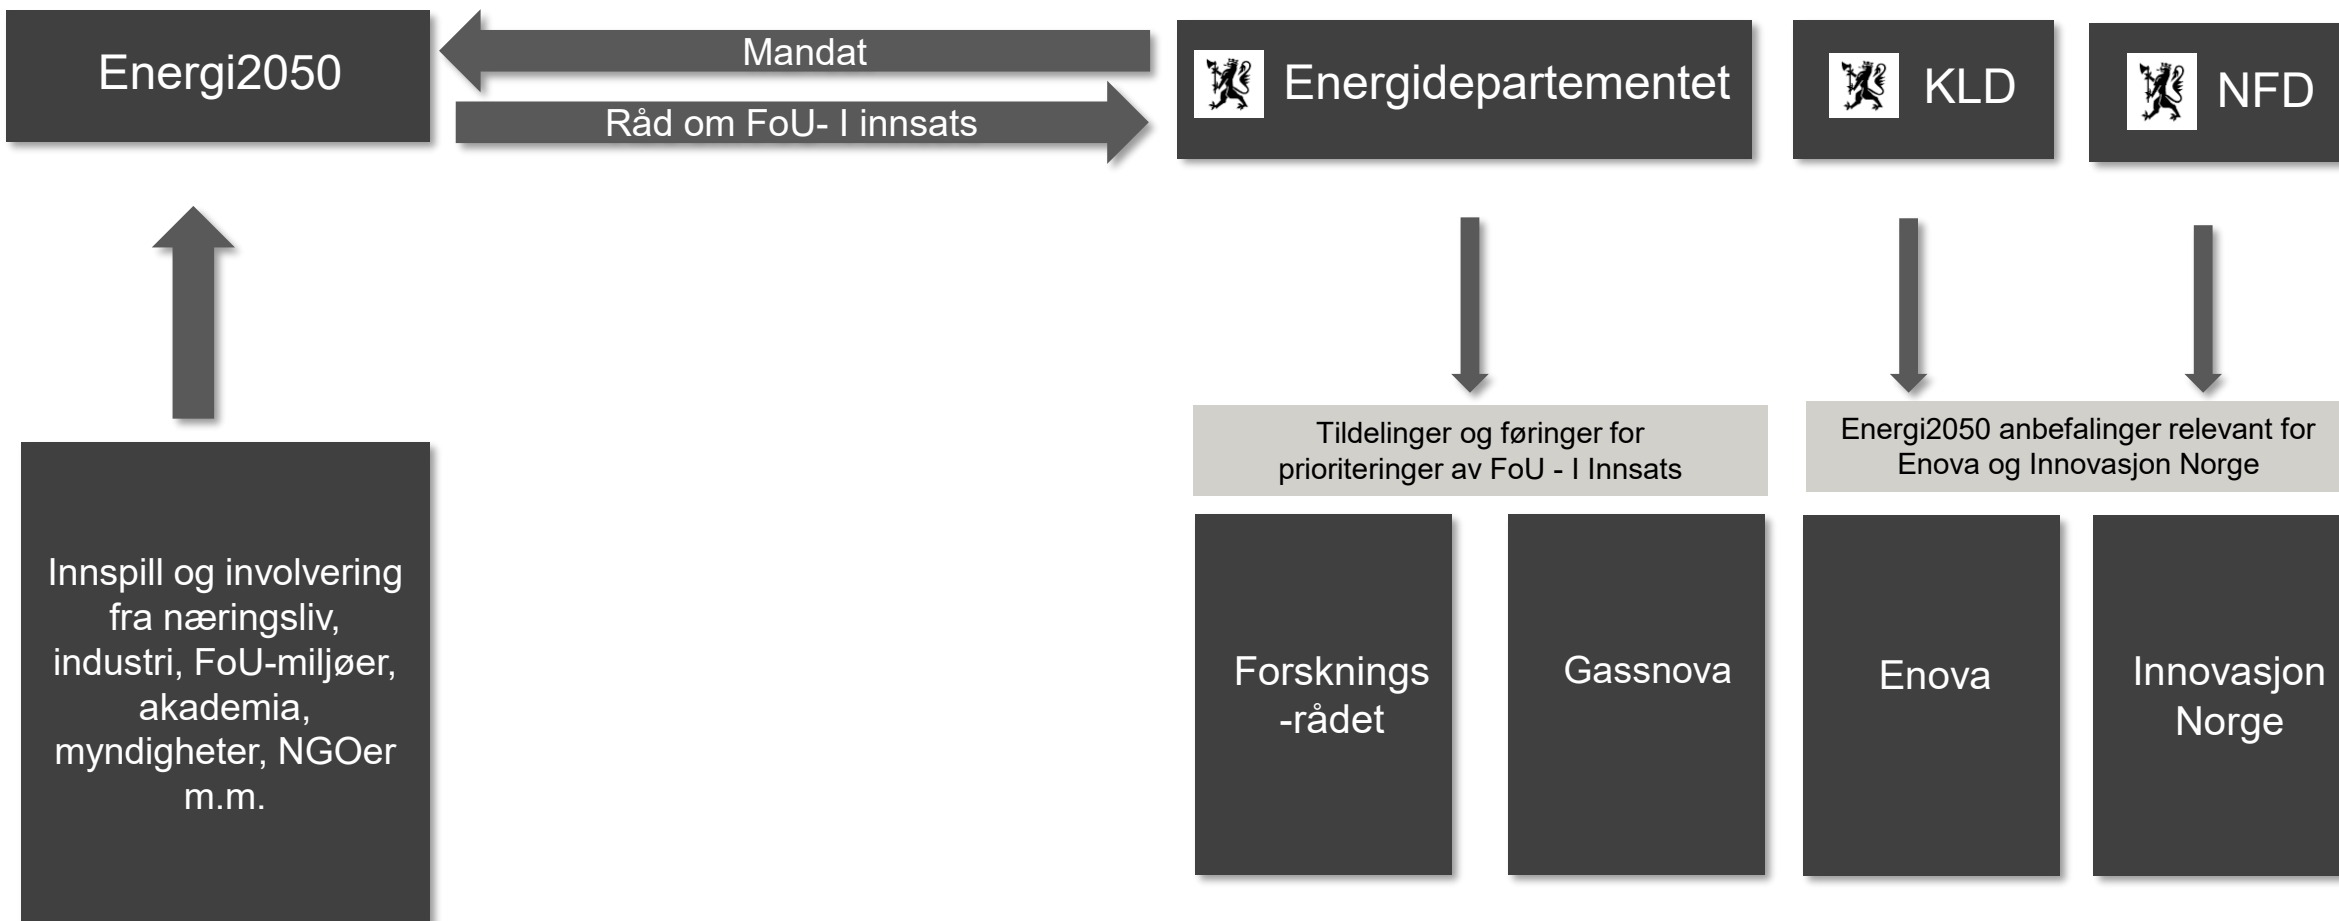 Energi2050
Mandat
Råd om FoU- I innsats
Energidepartementet
KLD
NFD
Innspill og involvering
fra næringsliv,
industri, FoU-miljøer,
akademia,
myndigheter, NGOer
m.m.
Tildelinger og føringer for
prioriteringer av FoU - I Innsats
Energi2050 anbefalinger relevant for
Enova og Innovasjon Norge
Forsknings
-rådet
Gassnova
Enova
Innovasjon
Norge